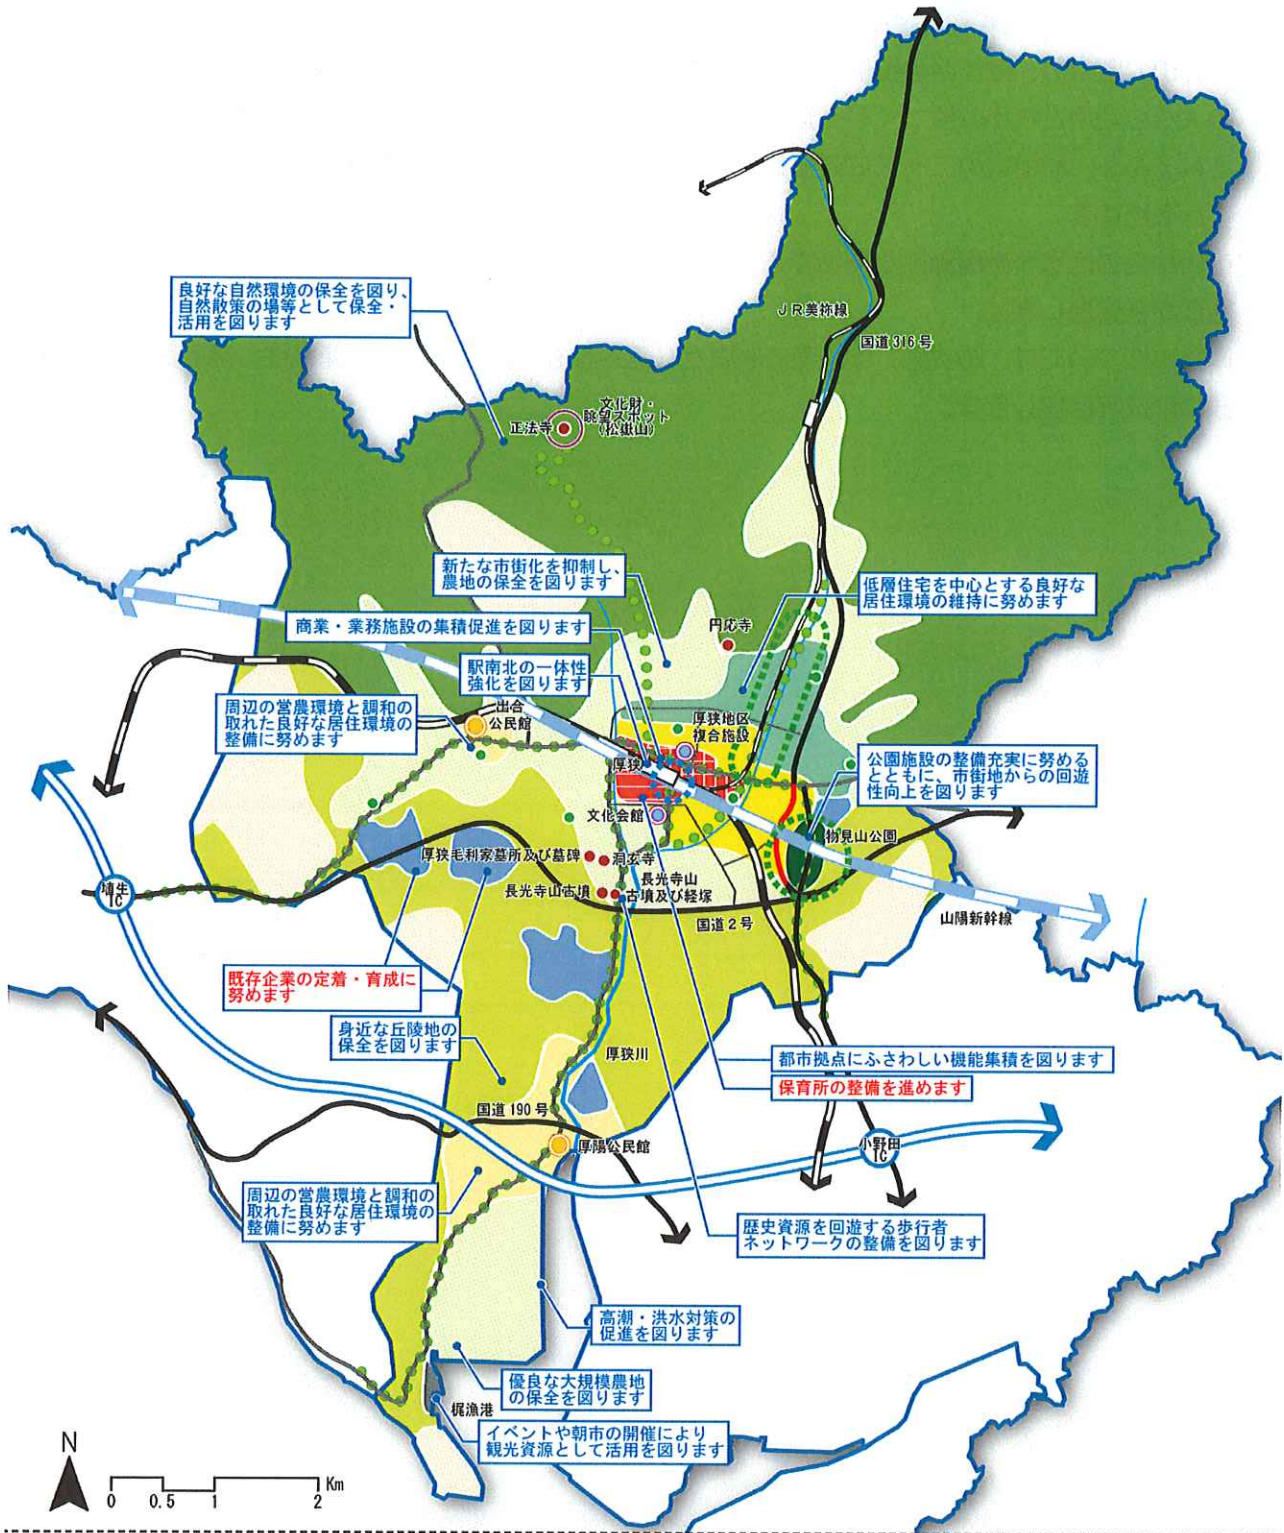 良好な自然環境の保全を図り、
自然散策の場等として保全・
活用を図ります
JR美祢線
国道316号
文化財・
眺望スポット
(松嶽山)
正法寺
新たな市街化を抑制し、
農地の保全を図ります
低層住宅を中心とする良好な
居住環境の維持に努めます
商業・業務施設の集積促進を図ります
円応寺
駅南北の一体性
強化を図ります
周辺の営農環境と調和の
取れた良好な居住環境の
整備に努めます
出合
公民館
厚狭地区
複合施設
厚狭
公園施設の整備充実に努める
とともに、市街地からの回遊
性向上を図ります
文化会館
物見山公園
厚狭毛利家墓所及び墓碑
洞玄寺
埴生
IC
長光寺山古墳
長光寺山
古墳及び経塚
国道2号
山陽新幹線
既存企業の定着・育成に
努めます
身近な丘陵地の
保全を図ります
厚狭川
都市拠点にふさわしい機能集積を図ります
保育所の整備を進めます
国道190号
厚陽公民館
小野田
IC
周辺の営農環境と調和の
取れた良好な居住環境の
整備に努めます
歴史資源を回遊する歩行者
ネットワークの整備を図ります
高潮・洪水対策の
促進を図ります
優良な大規模農地
の保全を図ります
梶漁港
イベントや朝市の開催により
観光資源として活用を図ります
N
0 0.5 1 2 Km